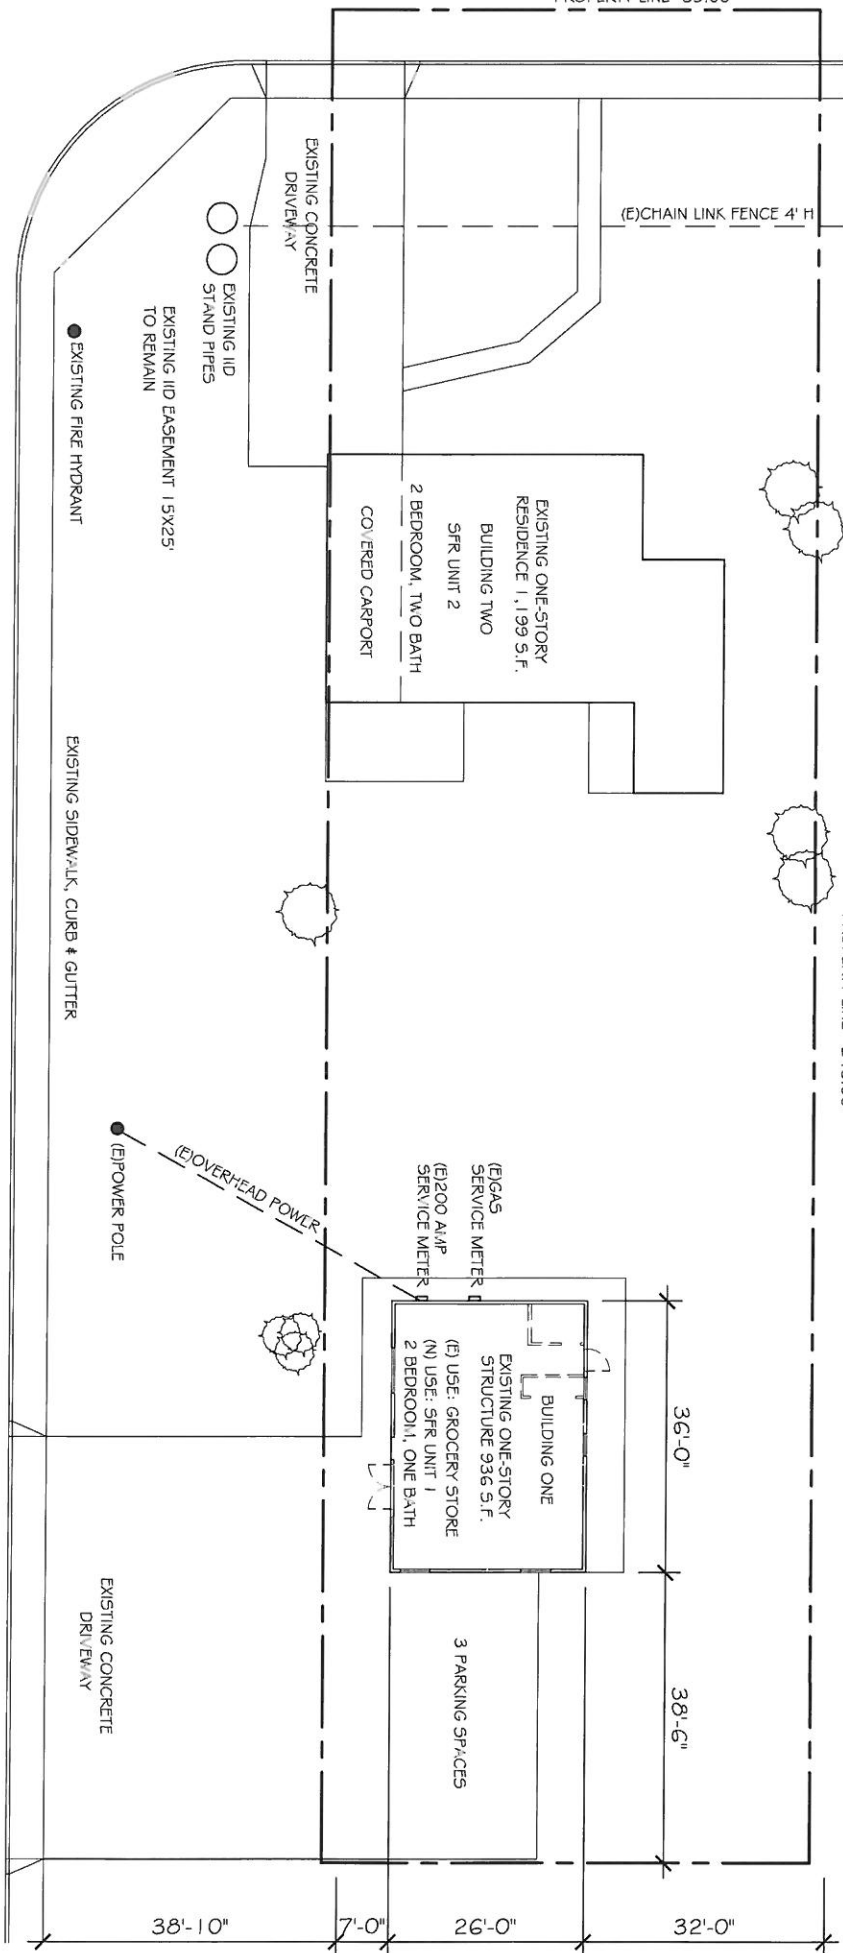 (E)CHAIN LINK FENCE 4' H
EXISTING CONCRETE
DRIVEWAY
EXISTING IID
STAND PIPES
EXISTING IID EASEMENT 15'X25'
TO REMAIN
EXISTING FIRE HYDRANT
EXISTING ONE-STORY
RESIDENCE 1,199 S.F.
BUILDING TWO
SFR UNIT 2
2 BEDROOM, TWO BATH
COVERED CARPORT
EXISTING SIDEWALK, CURB & GUTTER
(E)POWER POLE
(E)OVERHEAD POWER
(E)GAS
SERVICE METER
(E)200 AMP
SERVICE METER
BUILDING ONE
EXISTING ONE-STORY
STRUCTURE 936 S.F.
(E) USE: GROCERY STORE
(N) USE: SFR UNIT 1
2 BEDROOM, ONE BATH
36'-0"
38'-6"
3 PARKING SPACES
EXISTING CONCRETE
DRIVEWAY
38'-10"
7'-0"
26'-0"
32'-0"